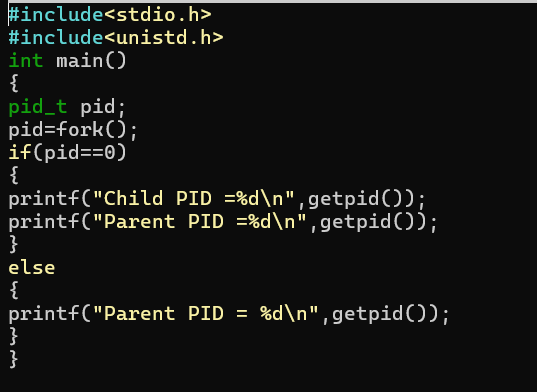 #include<stdio.h>
#include<unistd.h>
int main()
{
pid_t pid;
pid=fork();
if(pid==0)
{
printf("Child PID =%d\n",getpid());
printf("Parent PID =%d\n",getpid());
}
else
{
printf("Parent PID = %d\n",getpid());
}
}